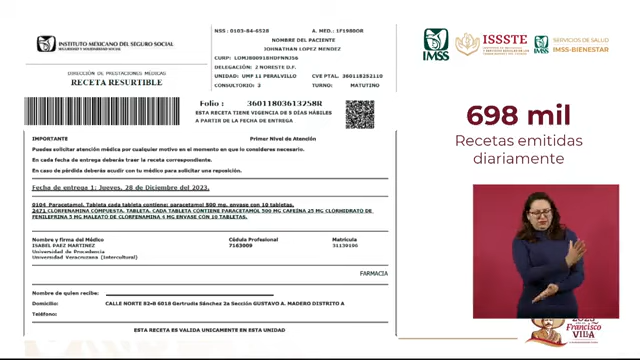 INSTITUTO MEXICANO DEL SEGURO SOCIAL
SEGURIDAD Y SOLIDARIDAD SOCIAL
DIRECCIÓN DE PRESTACIONES MÉDICAS
RECETA RESURTIBLE
NSS : 0103-84-6528 A. MED.: 1F1980OR
NOMBRE DEL PACIENTE
JOHNATHAN LOPEZ MENDEZ
CURP: LOMJ800918HDFNNJ56
DELEGACIÓN: 2 NORESTE D.F.
UNIDAD: UMF 11 PERALVILLO CVE PTAL. 360118252110
CONSULTORIO: 2 TURNO: MATUTINO
Folio : 36011803613258R
ESTA RECETA TIENE VIGENCIA DE 5 DÍAS HÁBILES
A PARTIR DE LA FECHA DE ENTREGA
IMPORTANTE Primer Nivel de Atención
Puedes solicitar atención médica por cualquier motivo en el momento en que lo consideres necesario.
En cada fecha de entrega deberás traer la receta correspondiente.
En caso de pérdida deberás acudir con tu médico para solicitar una reposición.
Fecha de entrega 1: Jueves, 28 de Diciembre del 2023.
0104 Paracetamol. Tableta cada tableta contiene: paracetamol 500 mg. envase con 10 tabletas.
2471 CLORFENAMINA COMPUESTA. TABLETA. CADA TABLETA CONTIENE PARACETAMOL 500 MG CAFEÍNA 25 MG CLORHIDRATO DE
FENILEFRINA 5 MG MALEATO DE CLORFENAMINA 4 MG ENVASE CON 10 TABLETAS.
Nombre y firma del Médico Cédula Profesional Matrícula
ISABEL PAEZ MARTINEZ 7163009 31139196
Universidad de Procedencia
Universidad Veracruzana (Intercultural)
FARMACIA
Nombre de quien recibe:
Domicilio: CALLE NORTE 82-B 6018 Gertrudis Sánchez 2a Sección GUSTAVO A. MADERO DISTRITO A
Teléfono:
ESTA RECETA ES VALIDA UNICAMENTE EN ESTA UNIDAD
IMSS
ISSSTE
SERVICIOS DE SALUD
IMSS-BIENESTAR
698 mil
Recetas emitidas
diariamente
2023
Francisco
VILLA